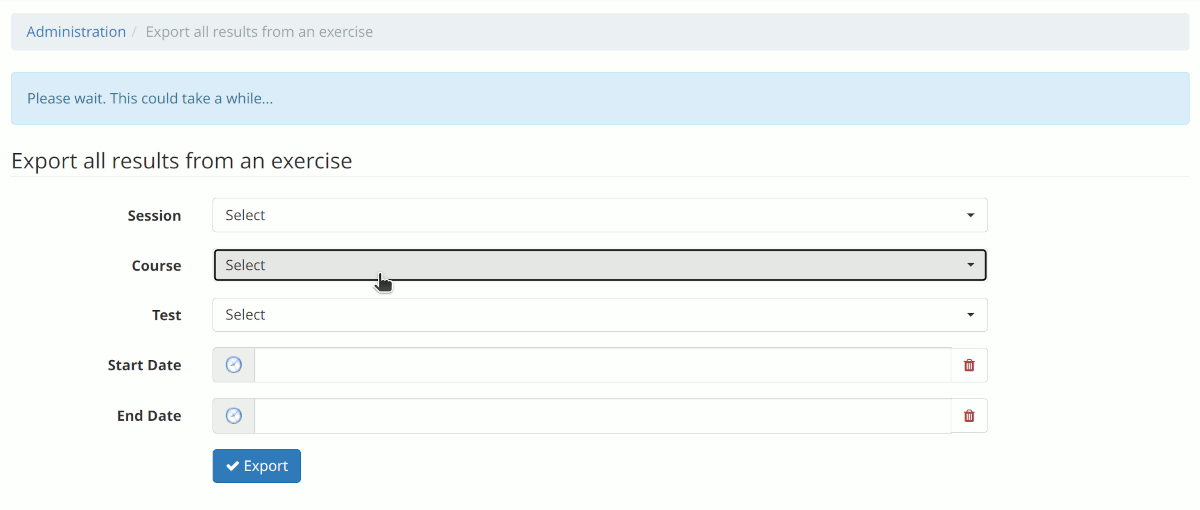 Administration / Export all results from an exercise
Please wait. This could take a while...
Export all results from an exercise
Session Select
Course Select
Test Select
Start Date
End Date
Export